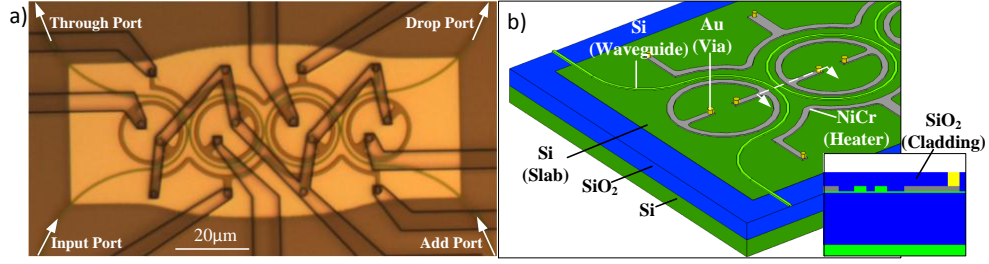 a)
Through Port
Drop Port
Input Port
20μm
Add Port
b)
Si
(Waveguide)
Au
(Via)
NiCr
(Heater)
SiO2
(Cladding)
Si
(Slab)
SiO2
Si